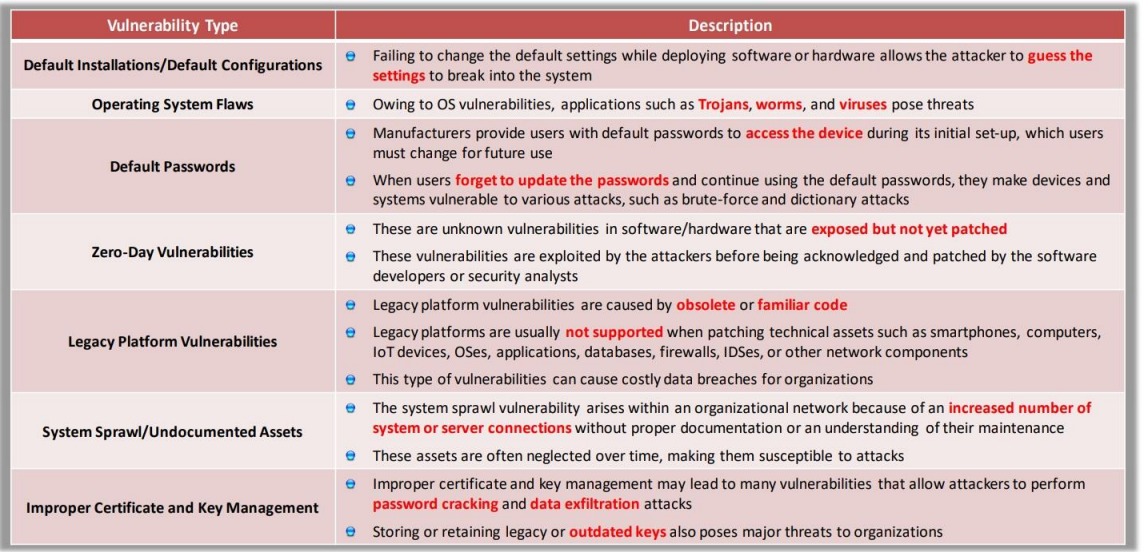 Vulnerability Type
Description
Default Installations/Default Configurations
Failing to change the default settings while deploying software or hardware allows the attacker to guess the
settings to break into the system
Operating System Flaws
Owing to OS vulnerabilities, applications such as Trojans, worms, and viruses pose threats
Default Passwords
Manufacturers provide users with default passwords to access the device during its initial set-up, which users
must change for future use
When users forget to update the passwords and continue using the default passwords, they make devices and
systems vulnerable to various attacks, such as brute-force and dictionary attacks
Zero-Day Vulnerabilities
These are unknown vulnerabilities in software/hardware that are exposed but not yet patched
These vulnerabilities are exploited by the attackers before being acknowledged and patched by the software
developers or security analysts
Legacy Platform Vulnerabilities
Legacy platform vulnerabilities are caused by obsolete or familiar code
Legacy platforms are usually not supported when patching technical assets such as smartphones, computers,
IoT devices, OSes, applications, databases, firewalls, IDSes, or other network components
This type of vulnerabilities can cause costly data breaches for organizations
System Sprawl/Undocumented Assets
The system sprawl vulnerability arises within an organizational network because of an increased number of
system or server connections without proper documentation or an understanding of their maintenance
These assets are often neglected over time, making them susceptible to attacks
Improper Certificate and Key Management
Improper certificate and key management may lead to many vulnerabilities that allow attackers to perform
password cracking and data exfiltration attacks
Storing or retaining legacy or outdated keys also poses major threats to organizations